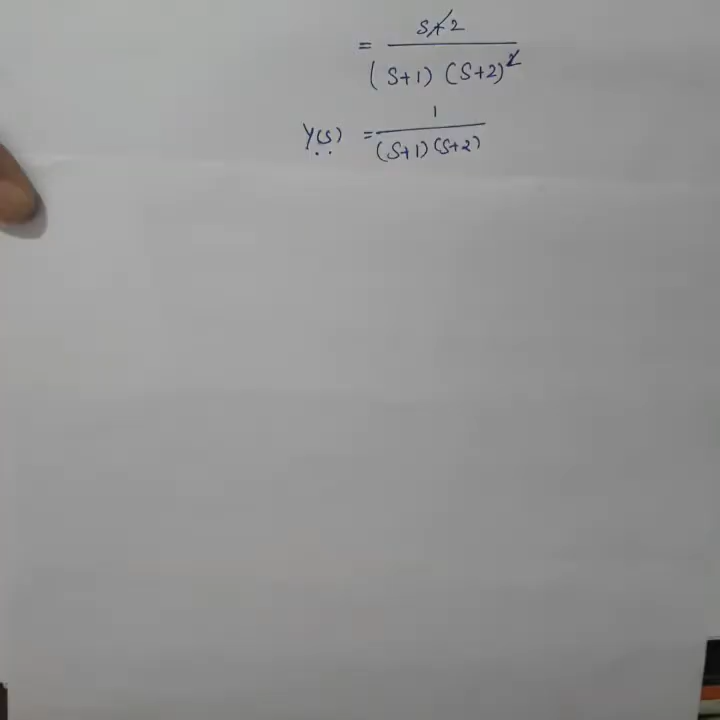 = s+2 / (s+1) (s+2)²
Y(s) = 1 / (s+1)(s+2)